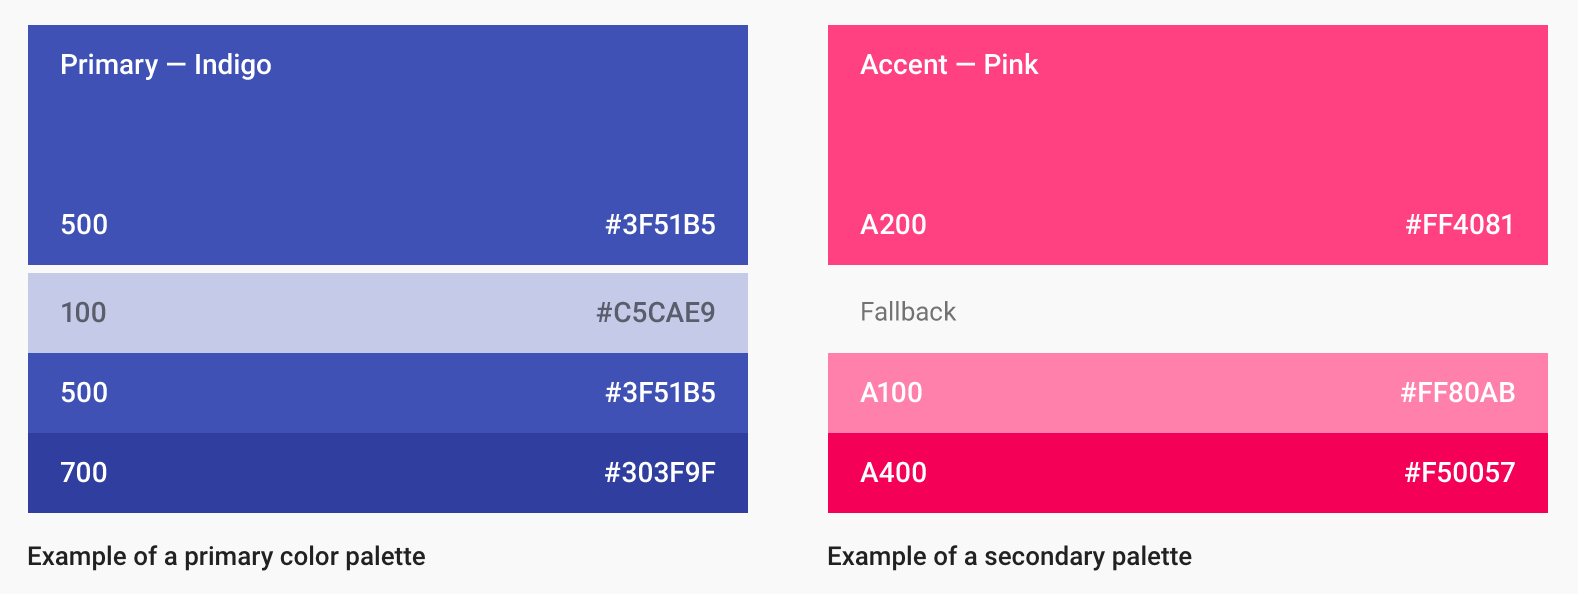 Primary — Indigo
500 #3F51B5
100 #C5CAE9
500 #3F51B5
700 #303F9F
Example of a primary color palette
Accent — Pink
A200 #FF4081
Fallback
A100 #FF80AB
A400 #F50057
Example of a secondary palette